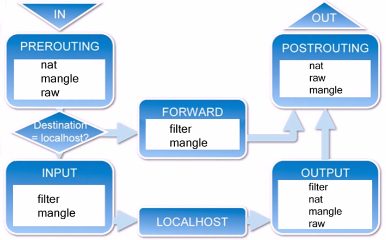 IN
OUT
PREROUTING
nat
mangle
raw
POSTROUTING
nat
raw
mangle
Destination
= localhost?
FORWARD
filter
mangle
INPUT
filter
mangle
LOCALHOST
OUTPUT
filter
nat
mangle
raw